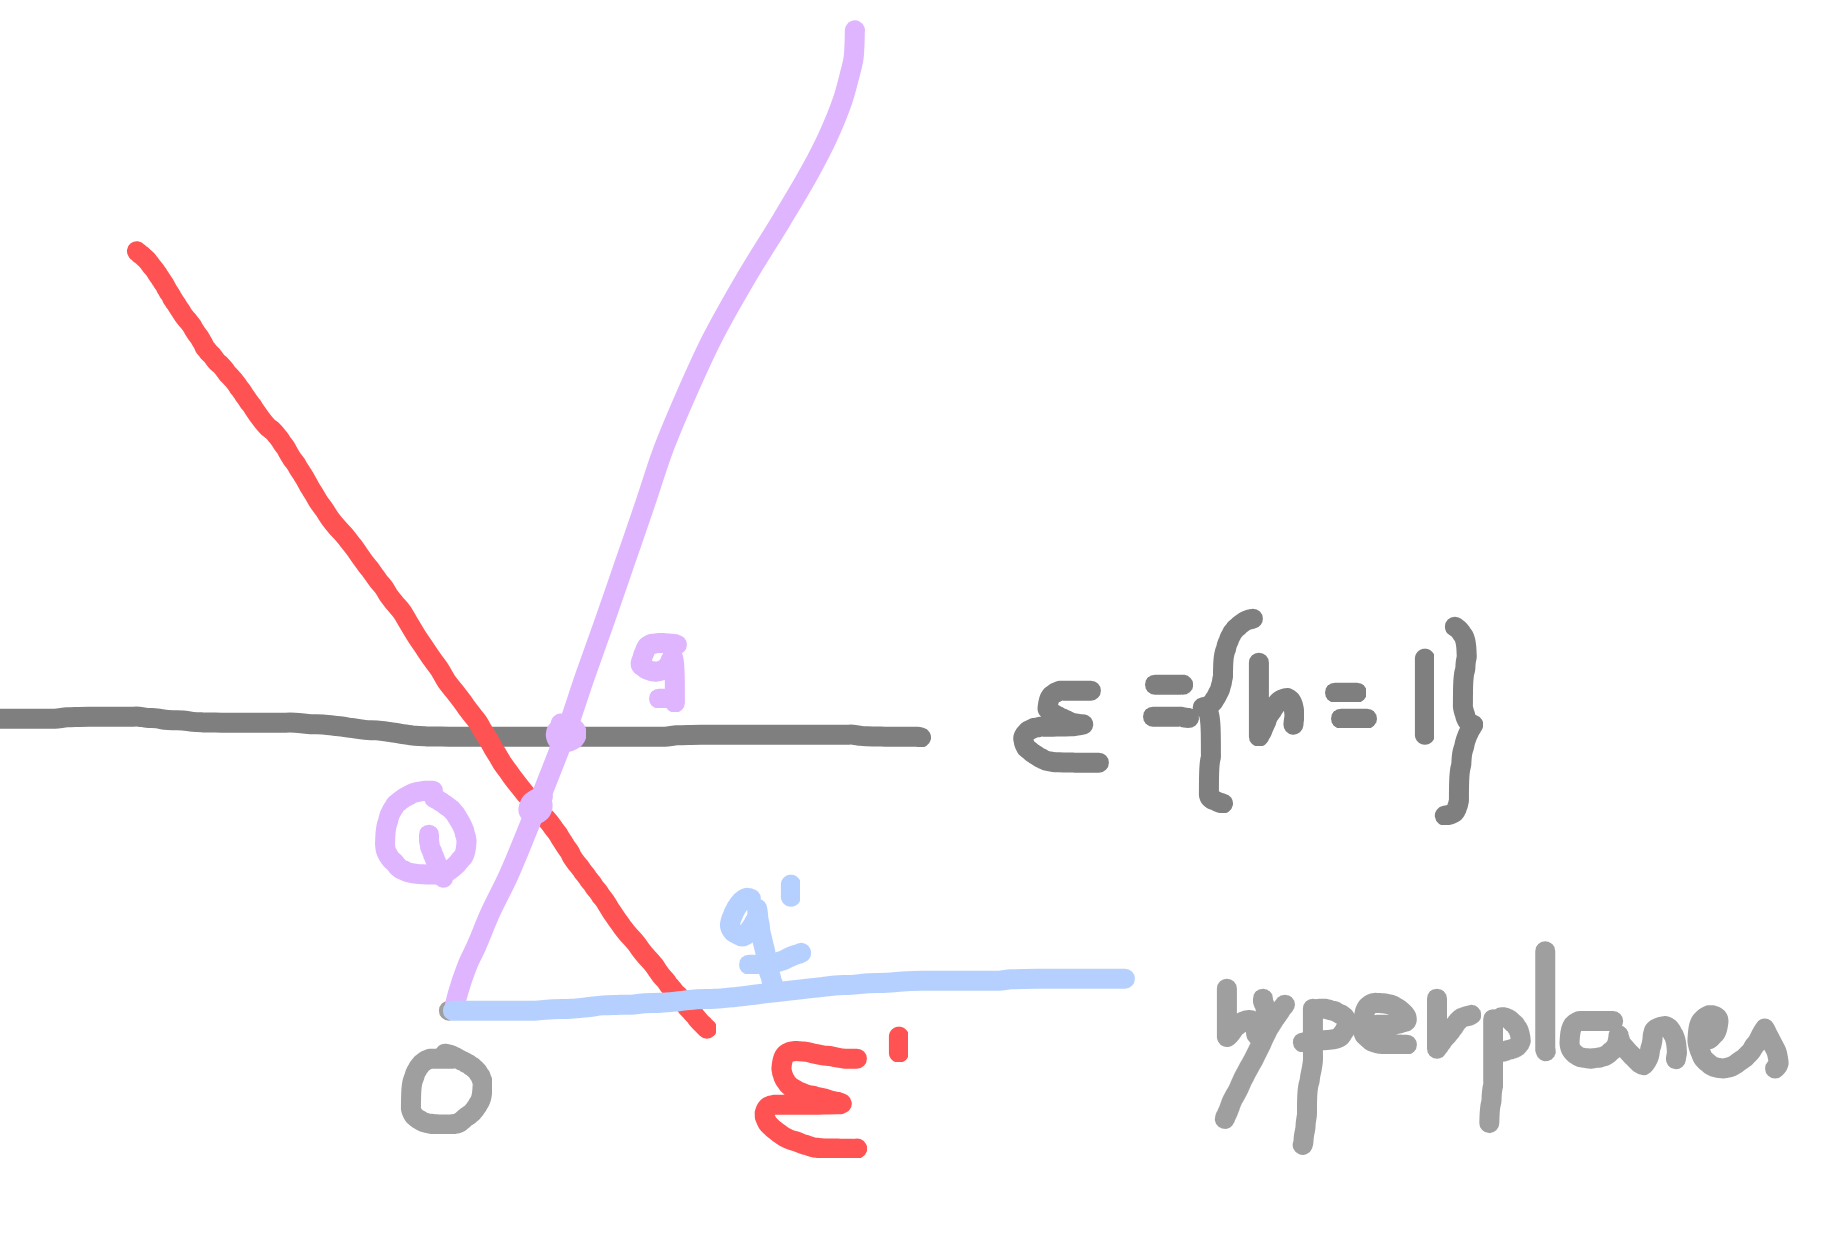 q
ε = {h = 1}
Q
q'
hyperplanes
O
ε'